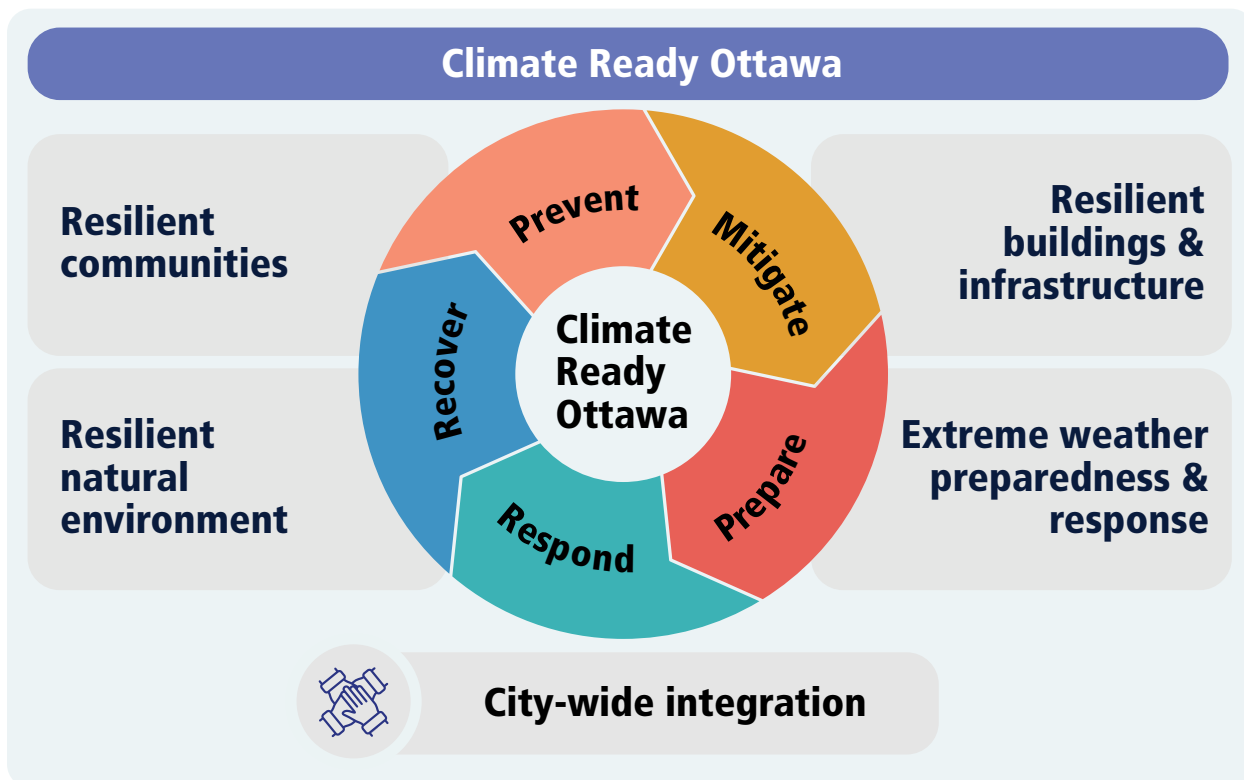 Climate Ready Ottawa
Resilient
communities
Resilient
buildings &
infrastructure
Resilient
natural
environment
Extreme weather
preparedness &
response
Prevent
Mitigate
Prepare
Respond
Recover
Climate
Ready
Ottawa
City-wide integration